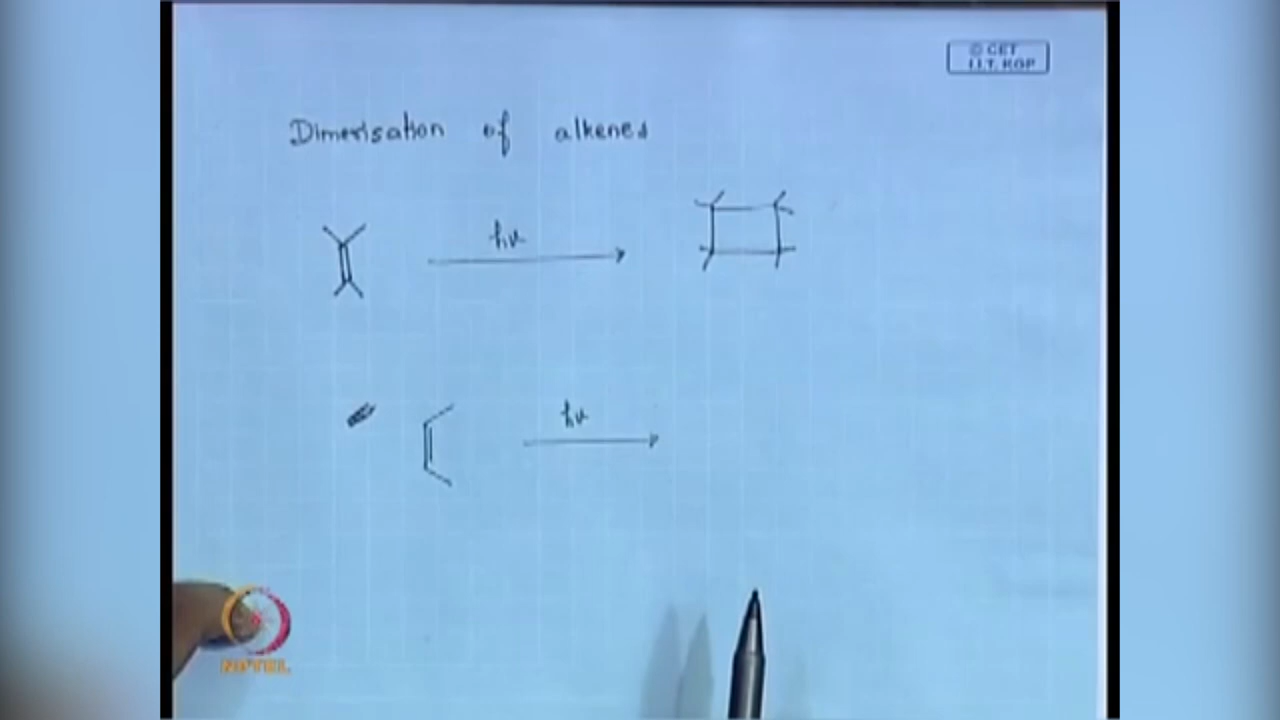 © CET
I.I.T. KGP
Dimerisation of alkenes
hν
hν
NPTEL